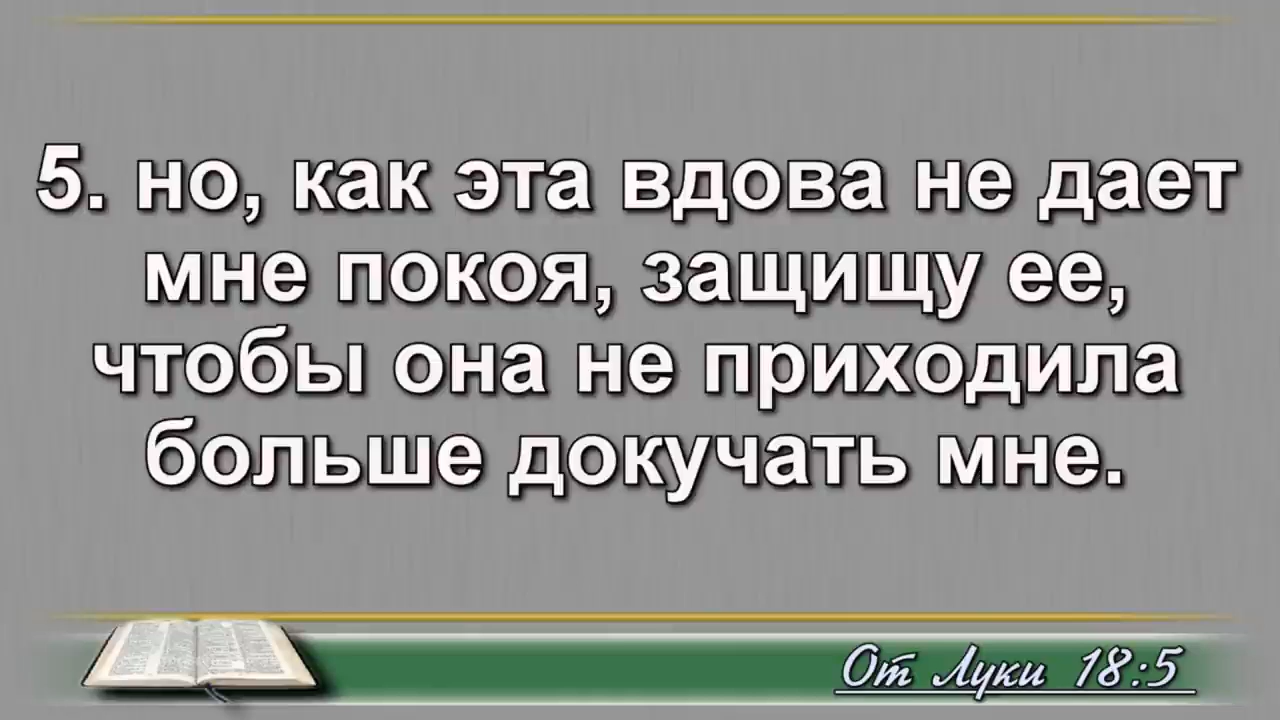 5. но, как эта вдова не дает
мне покоя, защищу ее,
чтобы она не приходила
больше докучать мне.
От Луки 18:5